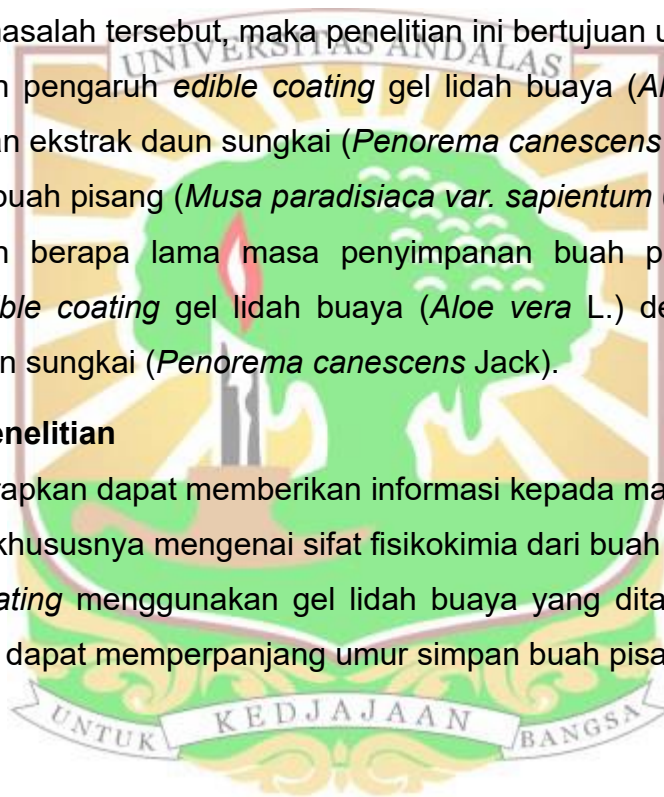 UNIVERSITAS ANDALAS
masalah tersebut, maka penelitian ini bertujuan u
n pengaruh edible coating gel lidah buaya (Al
an ekstrak daun sungkai (Penorema canescens
buah pisang (Musa paradisiaca var. sapientum
n berapa lama masa penyimpanan buah p
ble coating gel lidah buaya (Aloe vera L.) de
n sungkai (Penorema canescens Jack).
enelitian
rapkan dapat memberikan informasi kepada ma
khususnya mengenai sifat fisikokimia dari buah
ating menggunakan gel lidah buaya yang dita
dapat memperpanjang umur simpan buah pisa
UNTUK KEDJAJAAN BANGSA